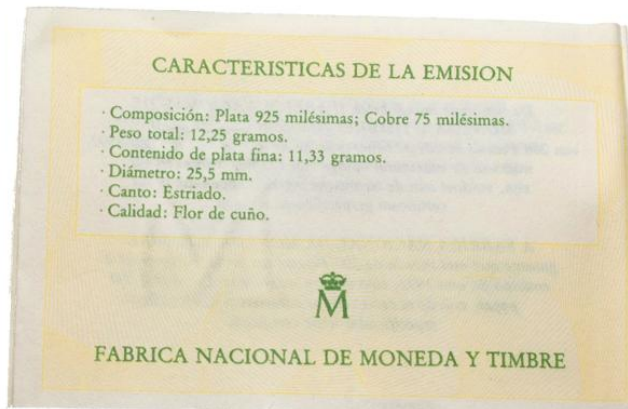 CARACTERISTICAS DE LA EMISION
· Composición: Plata 925 milésimas; Cobre 75 milésimas.
· Peso total: 12,25 gramos.
· Contenido de plata fina: 11,33 gramos.
· Diámetro: 25,5 mm.
· Canto: Estriado.
· Calidad: Flor de cuño.
M
FABRICA NACIONAL DE MONEDA Y TIMBRE